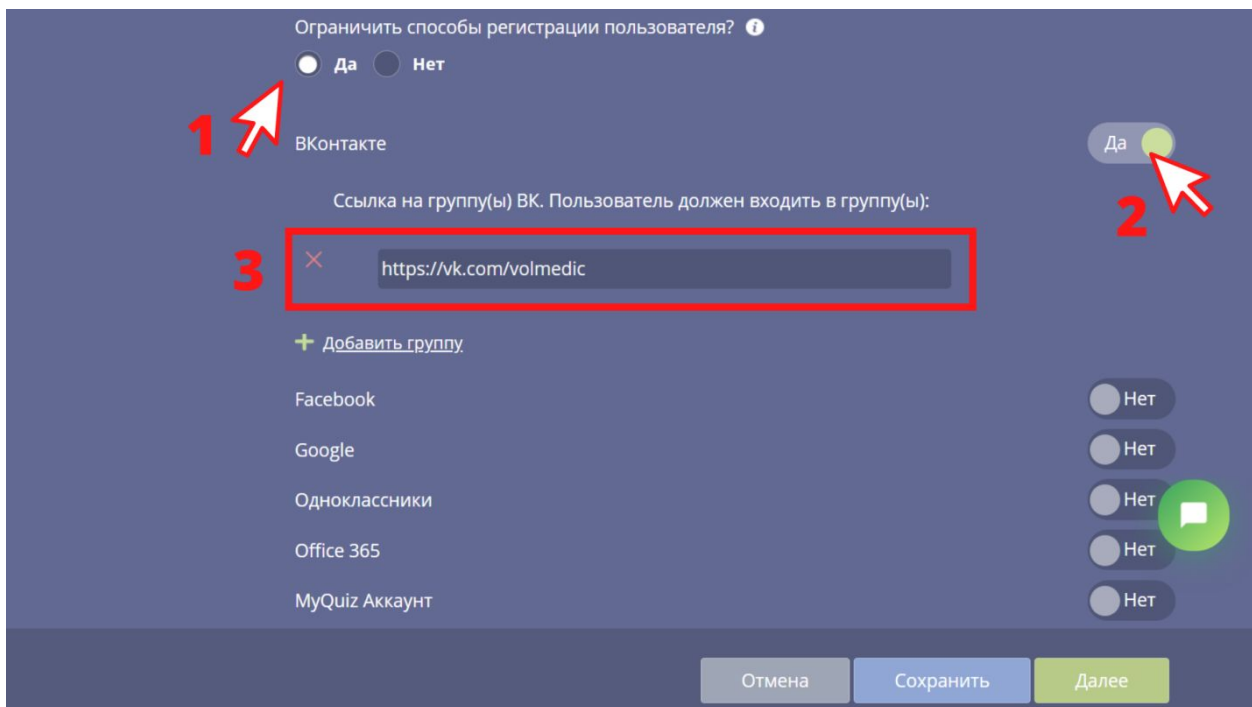 Ограничить способы регистрации пользователя? i
Да Нет
1
ВКонтакте Да
2
Ссылка на группу(ы) ВК. Пользователь должен входить в группу(ы):
3
https://vk.com/volmedic
+ Добавить группу
Facebook Нет
Google Нет
Одноклассники Нет
Office 365 Нет
MyQuiz Аккаунт Нет
Отмена Сохранить Далее